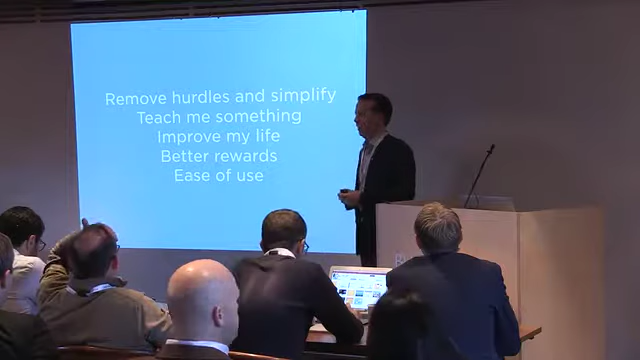 Remove hurdles and simplify
Teach me something
Improve my life
Better rewards
Ease of use